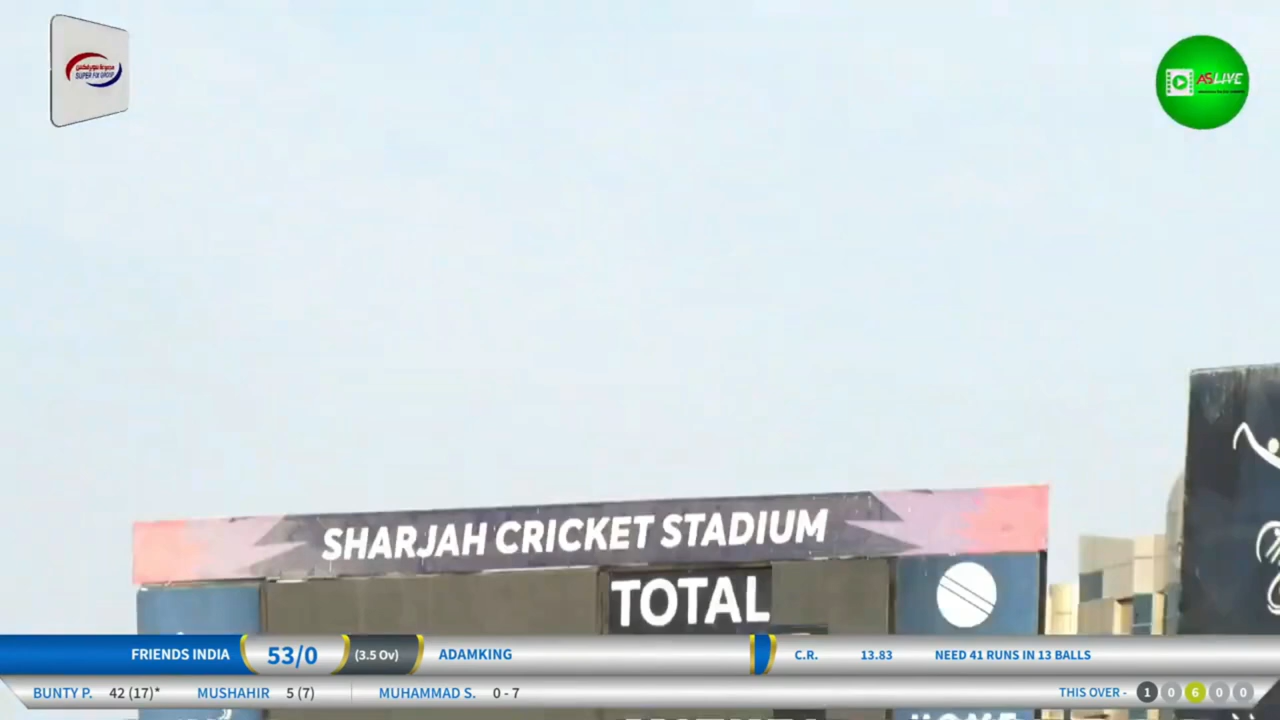 SUPER FIX GROUP
ASLIVE
SHARJAH CRICKET STADIUM
TOTAL
FRIENDS INDIA 53/0 (3.5 Ov) ADAMKING C.R. 13.83 NEED 41 RUNS IN 13 BALLS
BUNTY P. 42 (17)* MUSHAHIR 5 (7) MUHAMMAD S. 0 - 7 THIS OVER - 1 0 6 0 0